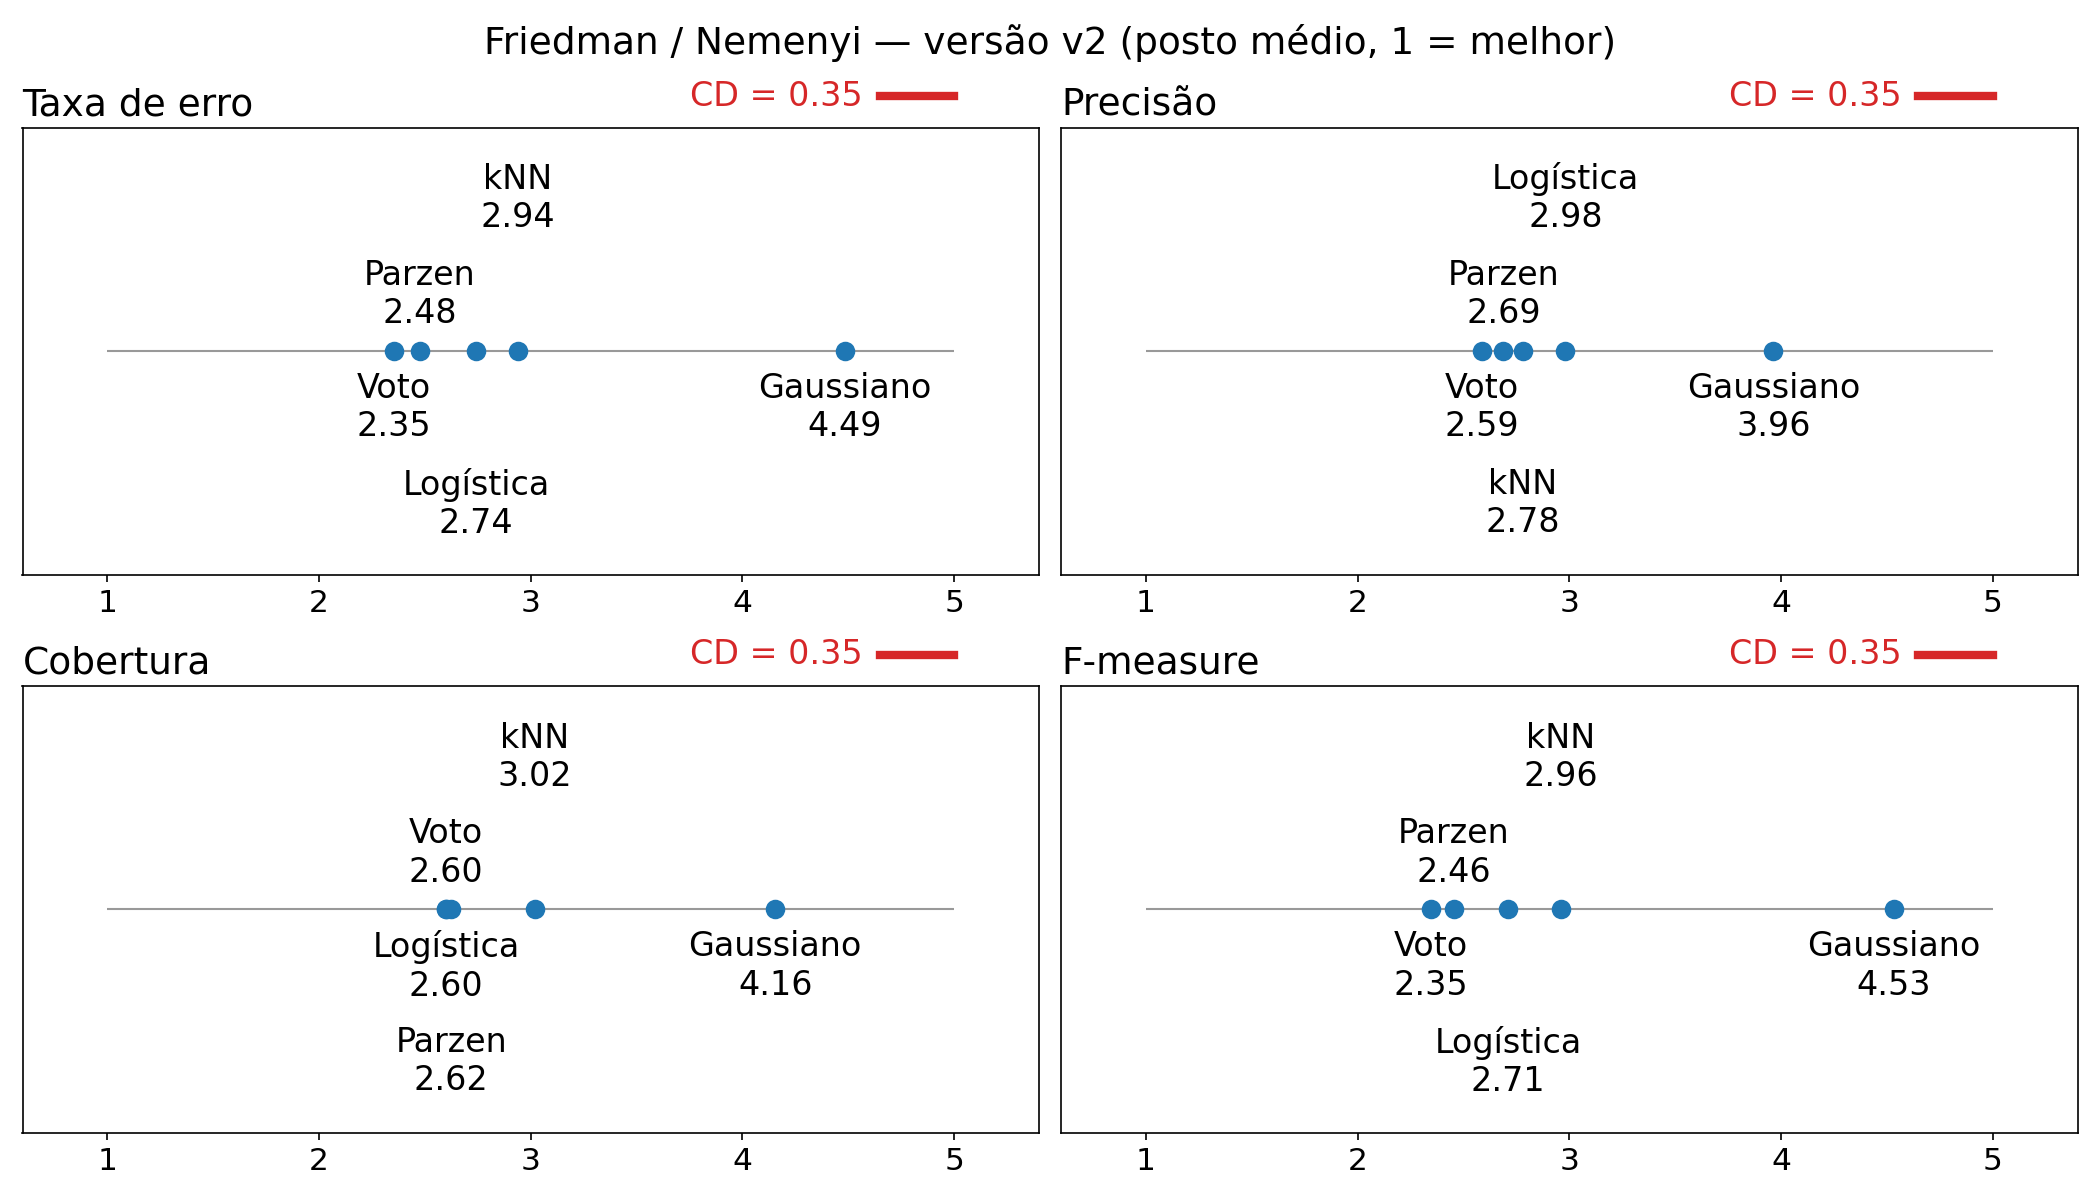 Friedman / Nemenyi — versão v2 (posto médio, 1 = melhor)
Taxa de erro
CD = 0.35
kNN
2.94
Parzen
2.48
Voto
2.35
Gaussiano
4.49
Logística
2.74
1 2 3 4 5
Precisão
CD = 0.35
Logística
2.98
Parzen
2.69
Voto
2.59
Gaussiano
3.96
kNN
2.78
1 2 3 4 5
Cobertura
CD = 0.35
kNN
3.02
Voto
2.60
Logística
2.60
Gaussiano
4.16
Parzen
2.62
1 2 3 4 5
F-measure
CD = 0.35
kNN
2.96
Parzen
2.46
Voto
2.35
Gaussiano
4.53
Logística
2.71
1 2 3 4 5